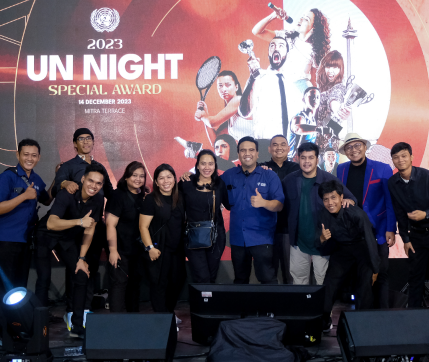 2023
UN NIGHT
SPECIAL AWARD
14 DECEMBER 2023
MITRA TERRACE